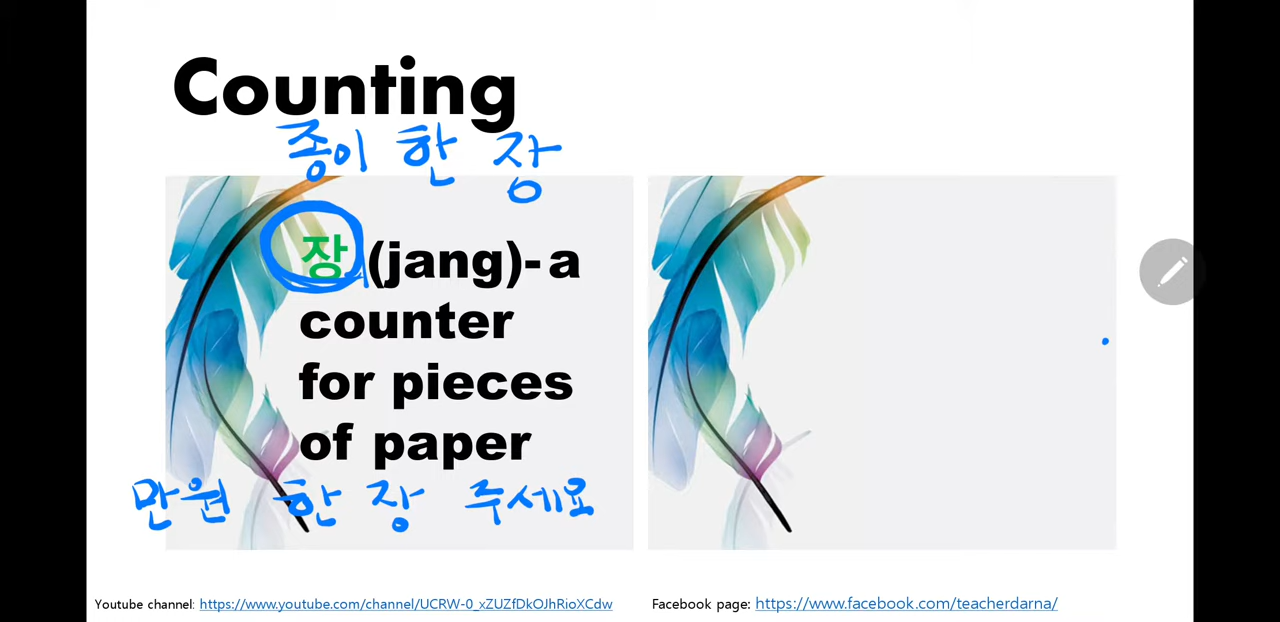 Counting
종이 한 장
장 (jang)- a
counter
for pieces
of paper
만원 한 장 주세요
Youtube channel: https://www.youtube.com/channel/UCRW-0_xZUZfDkOJhRioXCdw
Facebook page: https://www.facebook.com/teacherdarna/